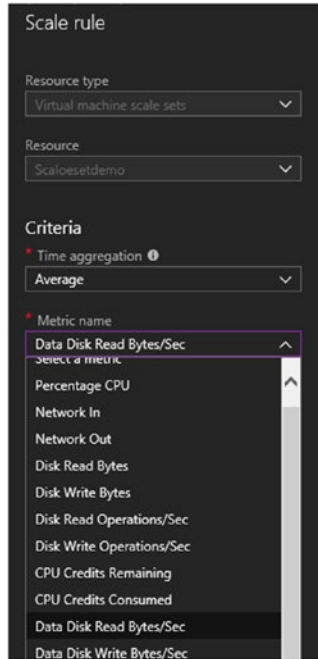 Scale rule
Resource type
Virtual machine scale sets
Resource
Scaloesetdemo
Criteria
* Time aggregation
Average
* Metric name
Data Disk Read Bytes/Sec
Select a metric
Percentage CPU
Network In
Network Out
Disk Read Bytes
Disk Write Bytes
Disk Read Operations/Sec
Disk Write Operations/Sec
CPU Credits Remaining
CPU Credits Consumed
Data Disk Read Bytes/Sec
Data Disk Write Bytes/Sec